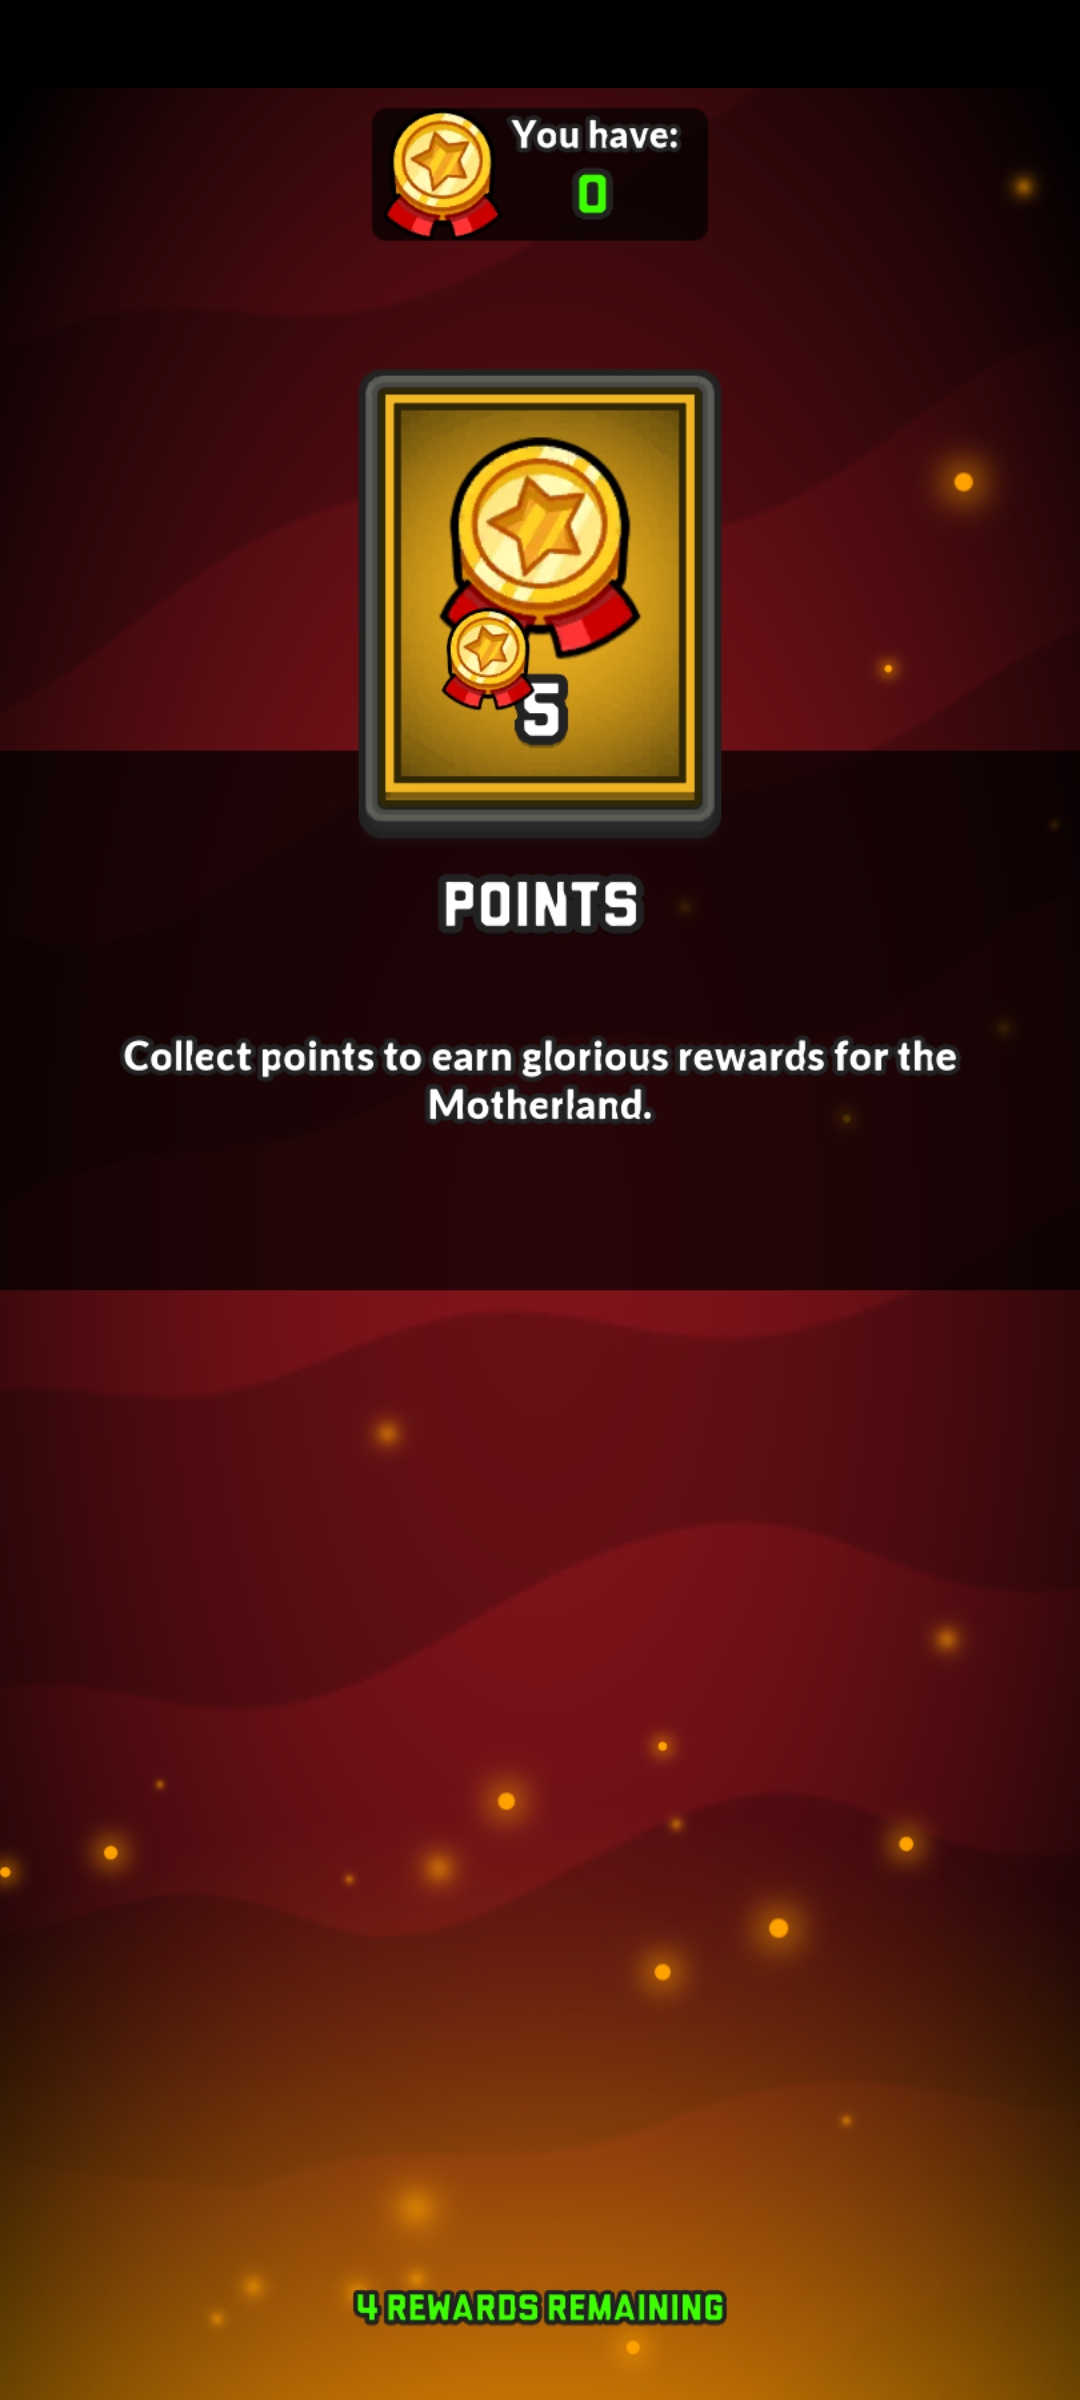 You have:
0
5
POINTS
Collect points to earn glorious rewards for the
Motherland.
4 REWARDS REMAINING